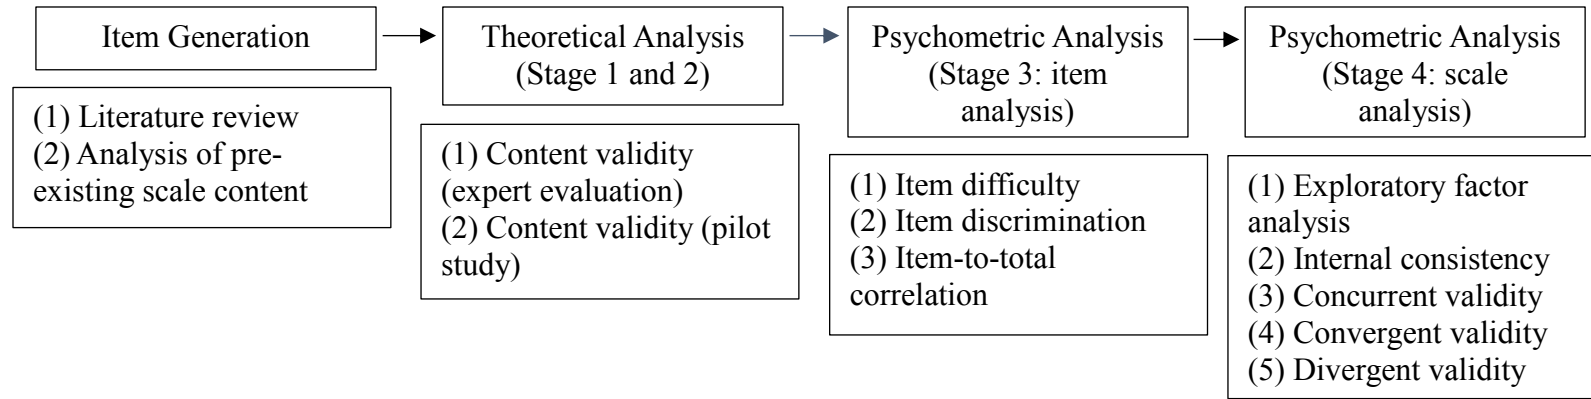 Item Generation
(1) Literature review
(2) Analysis of pre-
existing scale content
Theoretical Analysis
(Stage 1 and 2)
(1) Content validity
(expert evaluation)
(2) Content validity (pilot
study)
Psychometric Analysis
(Stage 3: item
analysis)
(1) Item difficulty
(2) Item discrimination
(3) Item-to-total
correlation
Psychometric Analysis
(Stage 4: scale
analysis)
(1) Exploratory factor
analysis
(2) Internal consistency
(3) Concurrent validity
(4) Convergent validity
(5) Divergent validity